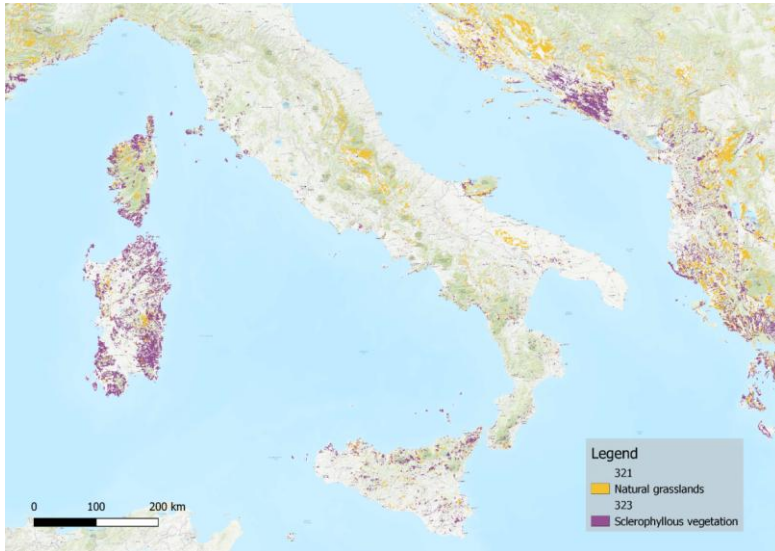 Legend
321
Natural grasslands
323
Sclerophyllous vegetation
0 100 200 km